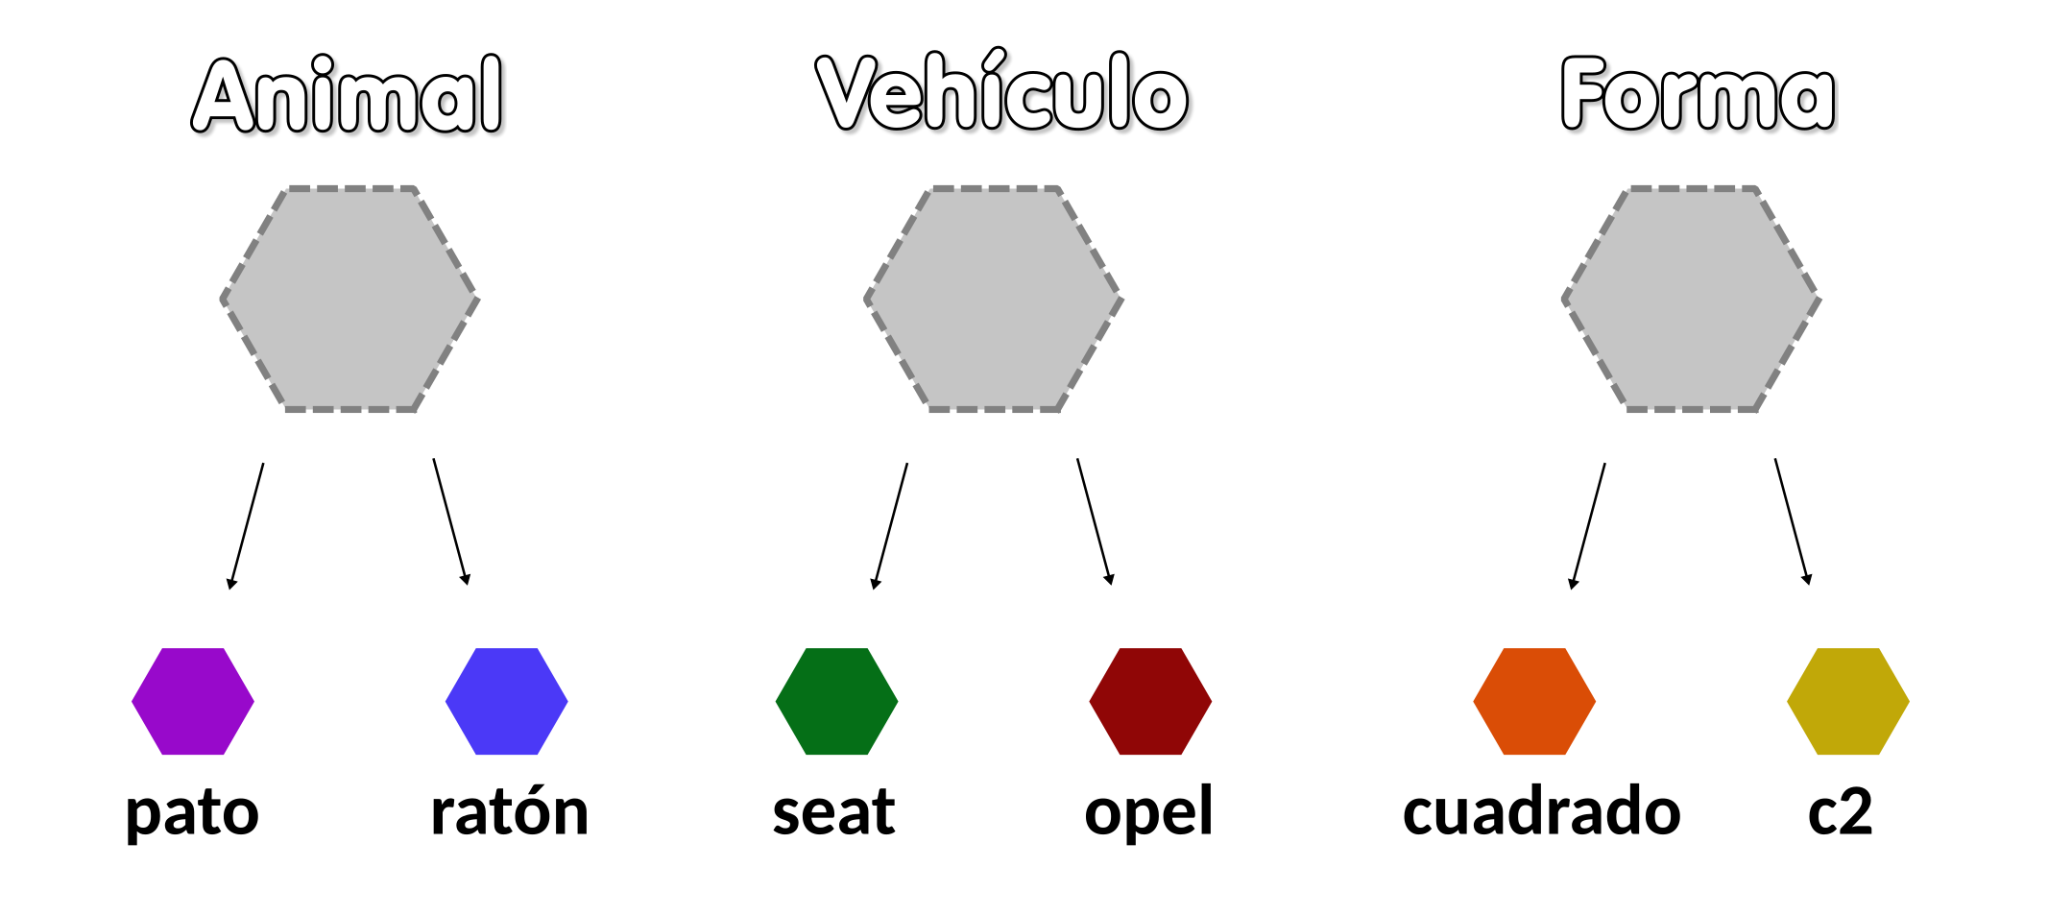 Animal Vehículo Forma
pato ratón seat opel cuadrado c2